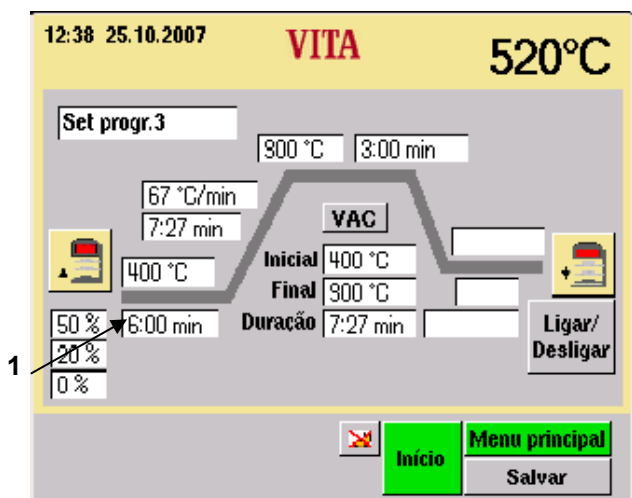 12:38 25.10.2007
VITA
520°C
Set progr.3
900 °C
3:00 min
67 °C/min
7:27 min
VAC
400 °C
Inicial 400 °C
Final 900 °C
50 %
6:00 min
Duração 7:27 min
Ligar/
Desligar
20 %
1
0 %
Início
Menu principal
Salvar